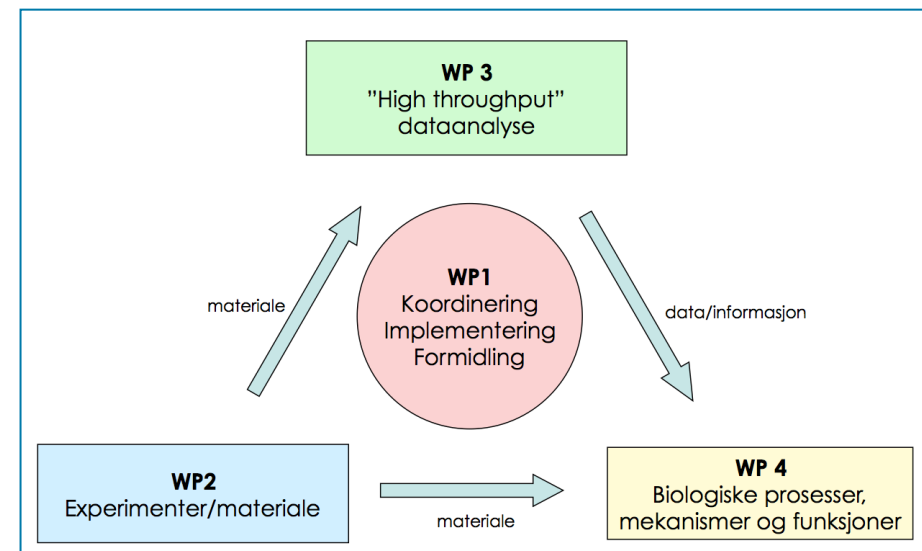 WP 3
”High throughput”
dataanalyse
materiale
WP1
Koordinering
Implementering
Formidling
data/informasjon
WP2
Experimenter/materiale
materiale
WP 4
Biologiske prosesser,
mekanismer og funksjoner